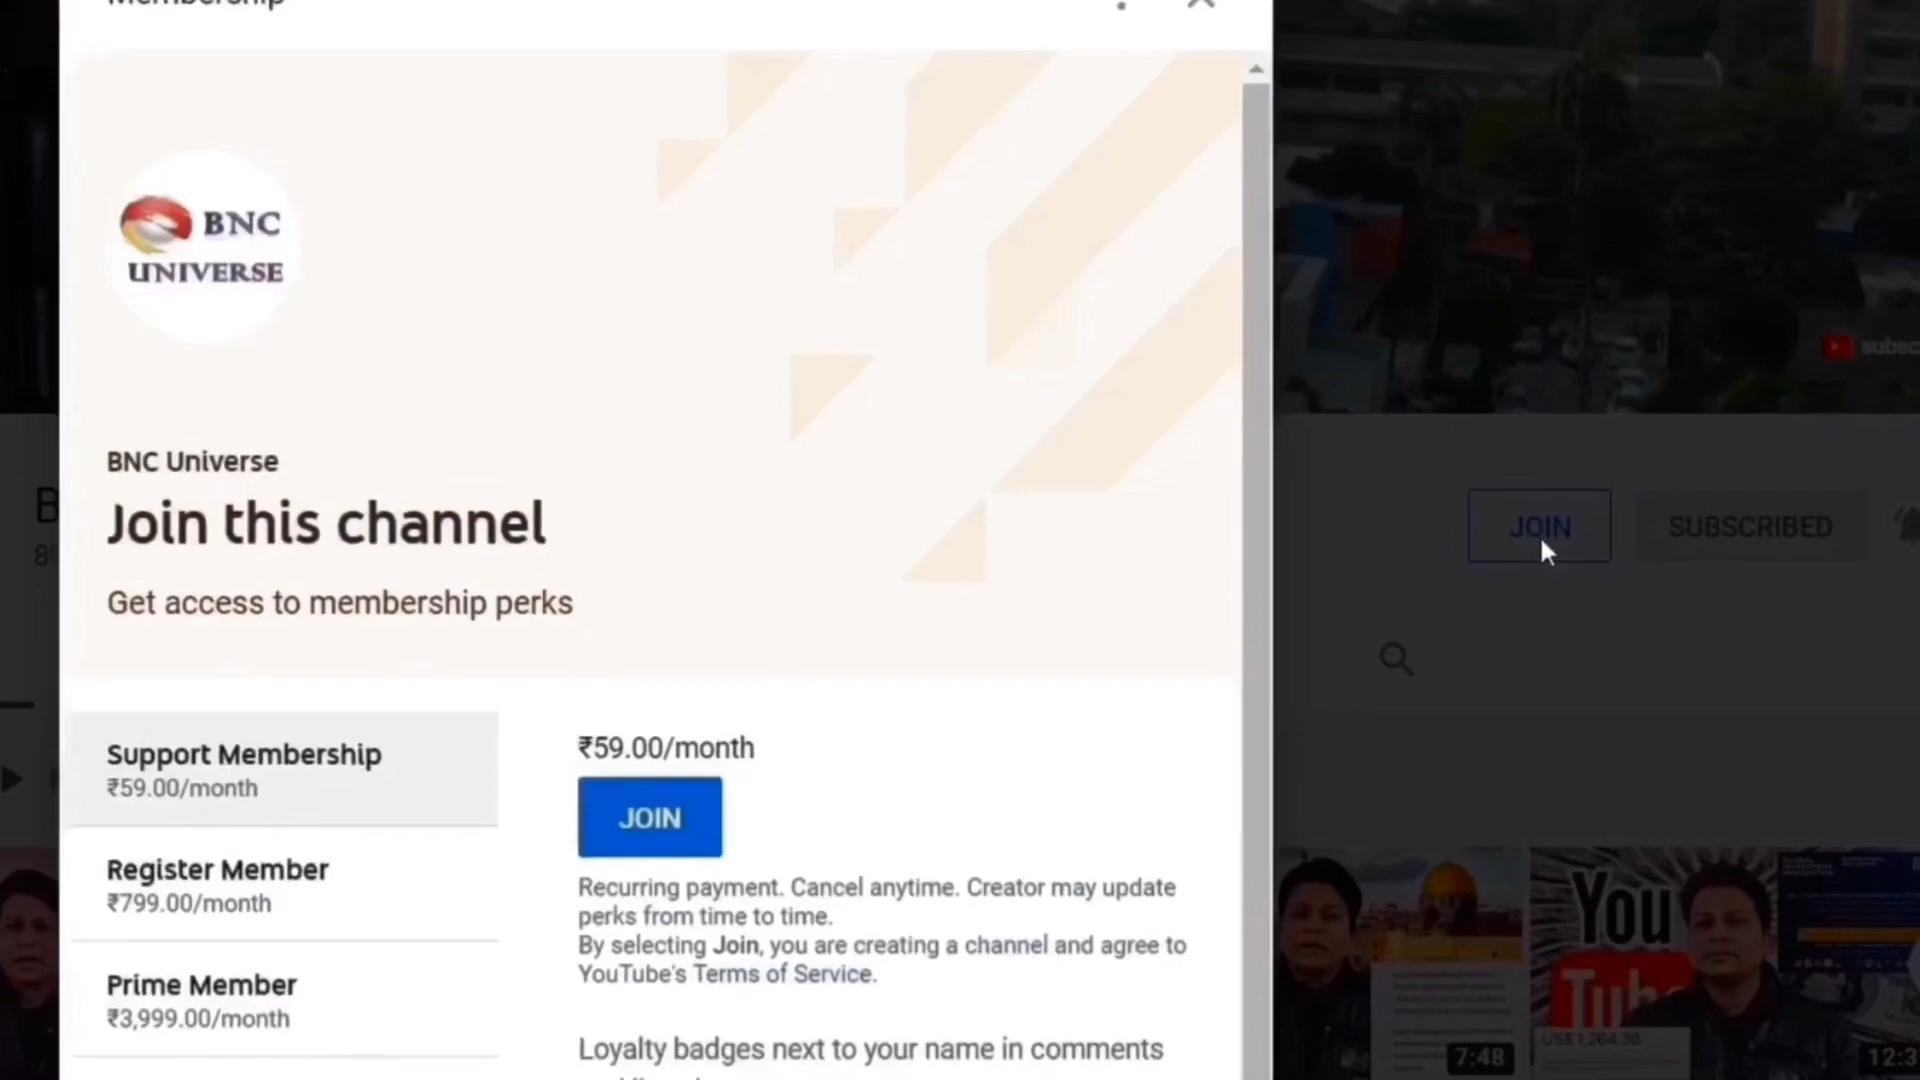 Membership
BNC
UNIVERSE
BNC Universe
Join this channel
Get access to membership perks
Support Membership
₹59.00/month
Register Member
₹799.00/month
Prime Member
₹3,999.00/month
₹59.00/month
JOIN
Recurring payment. Cancel anytime. Creator may update
perks from time to time.
By selecting Join, you are creating a channel and agree to
YouTube's Terms of Service.
Loyalty badges next to your name in comments
JOIN
SUBSCRIBED
7:48
You
Tube